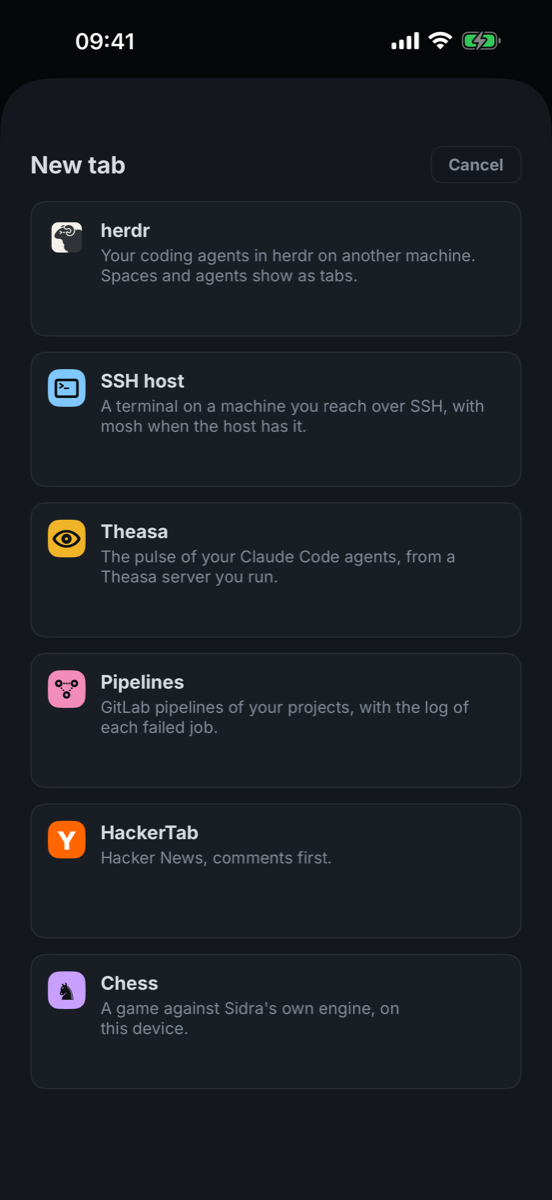 09:41
New tab
Cancel
herdr
Your coding agents in herdr on another machine.
Spaces and agents show as tabs.
SSH host
A terminal on a machine you reach over SSH, with
mosh when the host has it.
Theasa
The pulse of your Claude Code agents, from a
Theasa server you run.
Pipelines
GitLab pipelines of your projects, with the log of
each failed job.
Y
HackerTab
Hacker News, comments first.
Chess
A game against Sidra's own engine, on
this device.